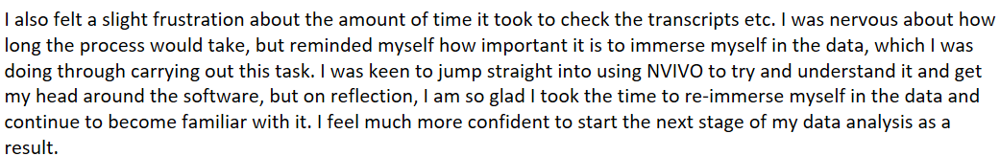 I also felt a slight frustration about the amount of time it took to check the transcripts etc. I was nervous about how
long the process would take, but reminded myself how important it is to immerse myself in the data, which I was
doing through carrying out this task. I was keen to jump straight into using NVIVO to try and understand it and get
my head around the software, but on reflection, I am so glad I took the time to re-immerse myself in the data and
continue to become familiar with it. I feel much more confident to start the next stage of my data analysis as a
result.